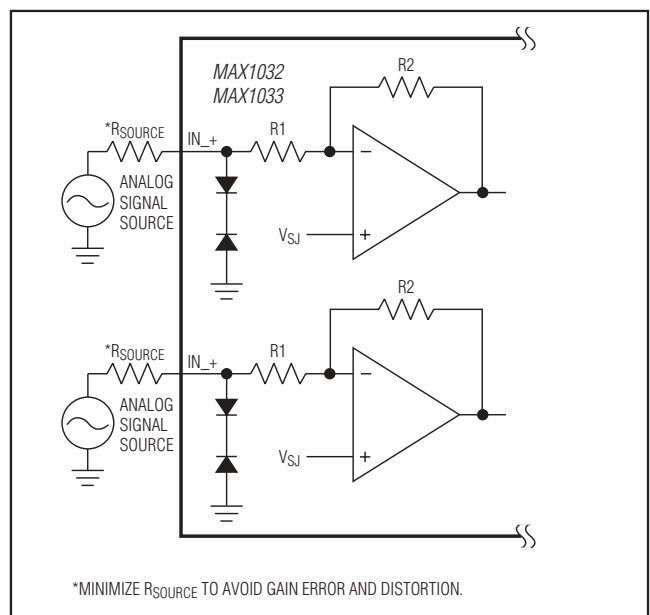 MAX1032
MAX1033
R2
*RSOURCE
IN_+
R1
ANALOG
SIGNAL
SOURCE
−
VSJ
+
R2
*RSOURCE
IN_+
R1
ANALOG
SIGNAL
SOURCE
−
VSJ
+
*MINIMIZE RSOURCE TO AVOID GAIN ERROR AND DISTORTION.